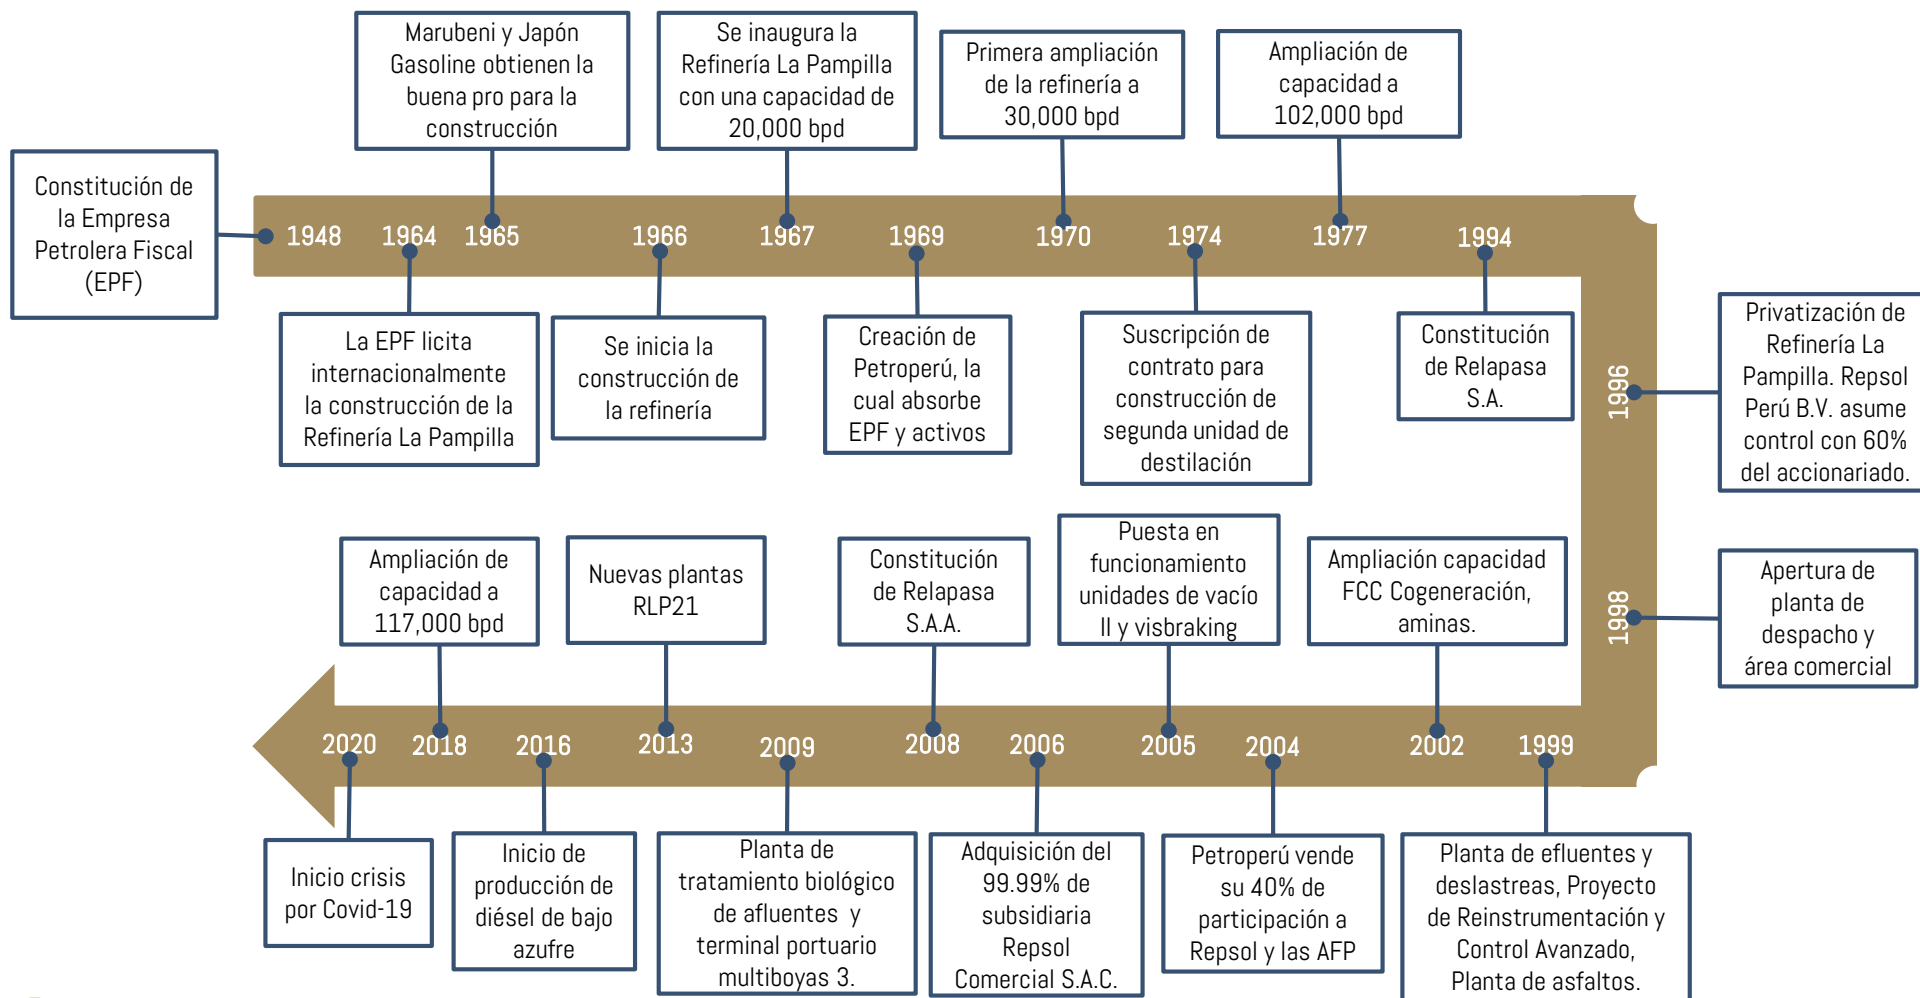 Marubeni y Japón
Gasoline obtienen la
buena pro para la
construcción
Se inaugura la
Refinería La Pampilla
con una capacidad de
20,000 bpd
Primera ampliación
de la refinería a
30,000 bpd
Ampliación de
capacidad a
102,000 bpd
Constitución de
la Empresa
Petrolera Fiscal
(EPF)
1948
1964
1965
1966
1967
1969
1970
1974
1977
1994
La EPF licita
internacionalmente
la construcción de la
Refinería La Pampilla
Se inicia la
construcción de
la refinería
Creación de
Petroperú, la
cual absorbe
EPF y activos
Suscripción de
contrato para
construcción de
segunda unidad de
destilación
Constitución
de Relapasa
S.A.
1996
Privatización de
Refinería La
Pampilla. Repsol
Perú B.V. asume
control con 60%
del accionariado.
1998
Apertura de
planta de
despacho y
área comercial
Ampliación de
capacidad a
117,000 bpd
Nuevas plantas
RLP21
Constitución
de Relapasa
S.A.A.
Puesta en
funcionamiento
unidades de vacío
II y visbraking
Ampliación capacidad
FCC Cogeneración,
aminas.
2020
2018
2016
2013
2009
2008
2006
2005
2004
2002
1999
Inicio crisis
por Covid-19
Inicio de
producción de
diésel de bajo
azufre
Planta de
tratamiento biológico
de afluentes y
terminal portuario
multiboyas 3.
Adquisición del
99.99% de
subsidiaria
Repsol
Comercial S.A.C.
Petroperú vende
su 40% de
participación a
Repsol y las AFP
Planta de efluentes y
deslastreas, Proyecto
de Reinstrumentación y
Control Avanzado,
Planta de asfaltos.